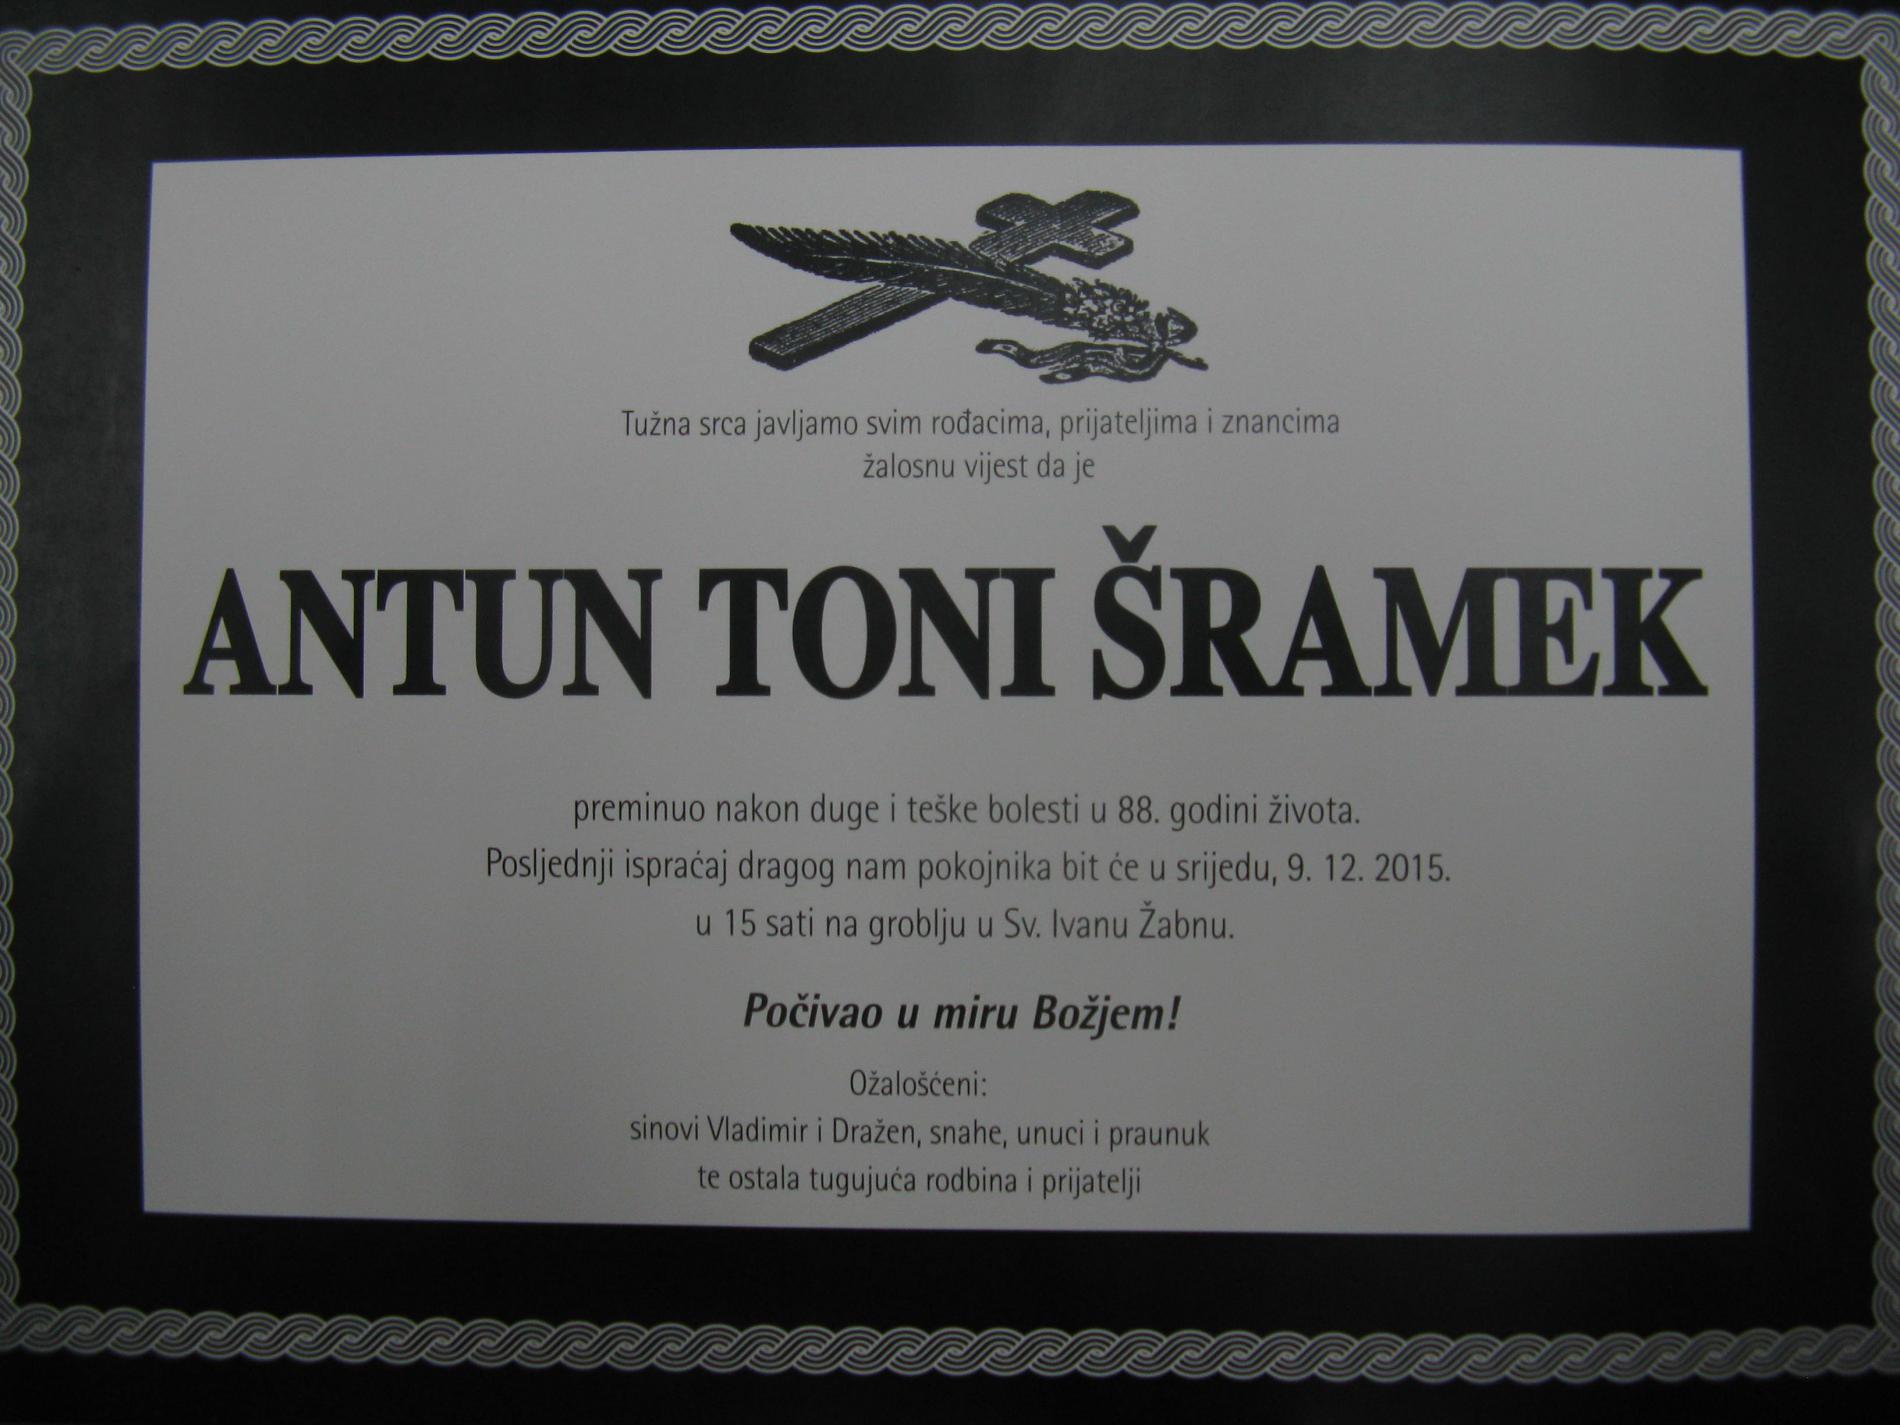 Tužna srca javljamo svim rođacima, prijateljima i znancima
žalosnu vijest da je
ANTUN TONI ŠRAMEK
preminuo nakon duge i teške bolesti u 88. godini života.
Posljednji ispraćaj dragog nam pokojnika bit će u srijedu, 9. 12. 2015.
u 15 sati na groblju u Sv. Ivanu Žabnu.
Počivao u miru Božjem!
Ožalošćeni:
sinovi Vladimir i Dražen, snahe, unuci i praunuk
te ostala tugujuća rodbina i prijatelji